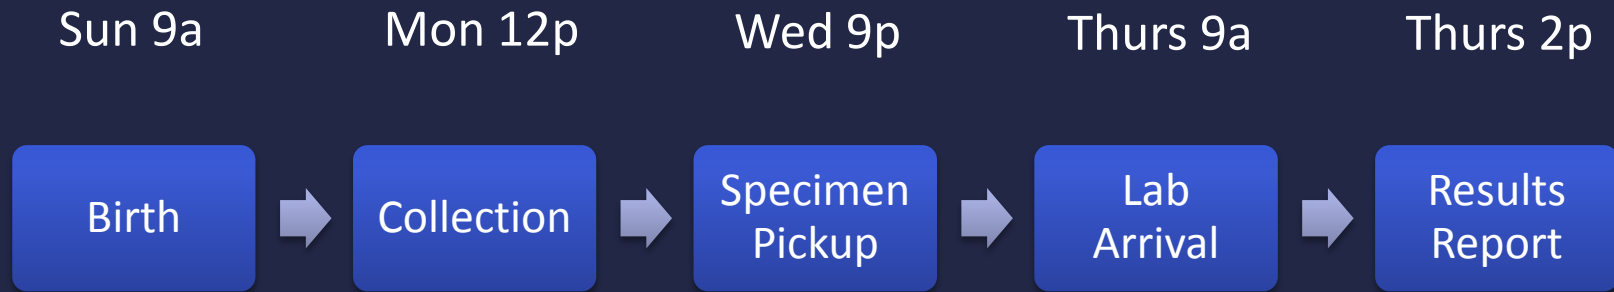 Sun 9a
Mon 12p
Wed 9p
Thurs 9a
Thurs 2p
Birth
Collection
Specimen
Pickup
Lab
Arrival
Results
Report